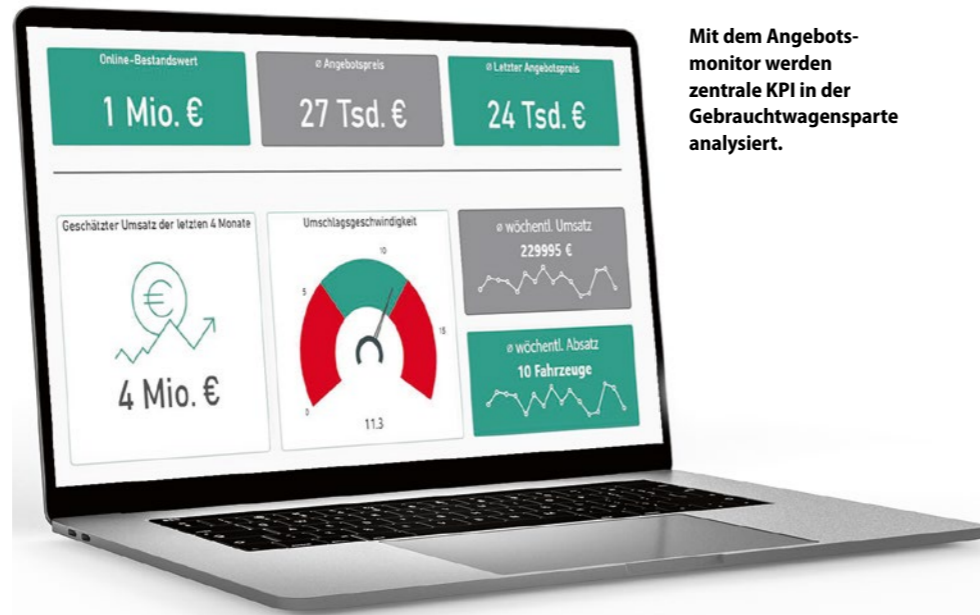 Mit dem Angebots-
monitor werden
zentrale KPI in der
Gebrauchtwagensparte
analysiert.
Online-Bestandswert
1 Mio. €
ø Angebotspreis
27 Tsd. €
ø Letzter Angebotspreis
24 Tsd. €
Geschätzter Umsatz der letzten 4 Monate
€
4 Mio. €
Umschlagsgeschwindigkeit
0
5
10
15
11.3
ø wöchentl. Umsatz
229995 €
ø wöchentl. Absatz
10 Fahrzeuge